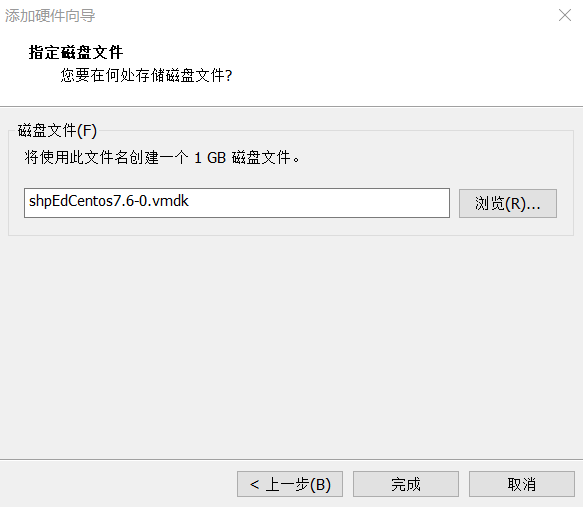 添加硬件向导
指定磁盘文件
您要在何处存储磁盘文件?
磁盘文件(F)
将使用此文件名创建一个 1 GB 磁盘文件。
shpEdCentos7.6-0.vmdk
浏览(R)...
< 上一步(B)
完成
取消